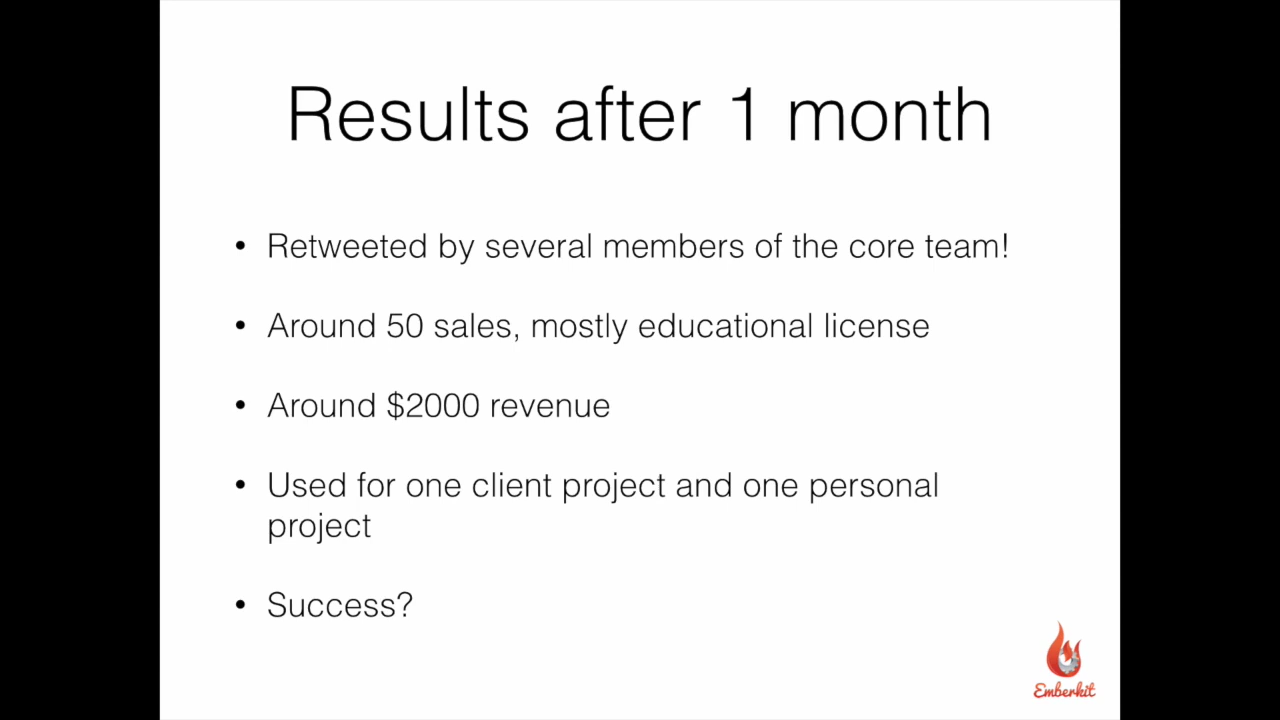 Results after 1 month
• Retweeted by several members of the core team!
• Around 50 sales, mostly educational license
• Around $2000 revenue
• Used for one client project and one personal
project
• Success?
Emberkit